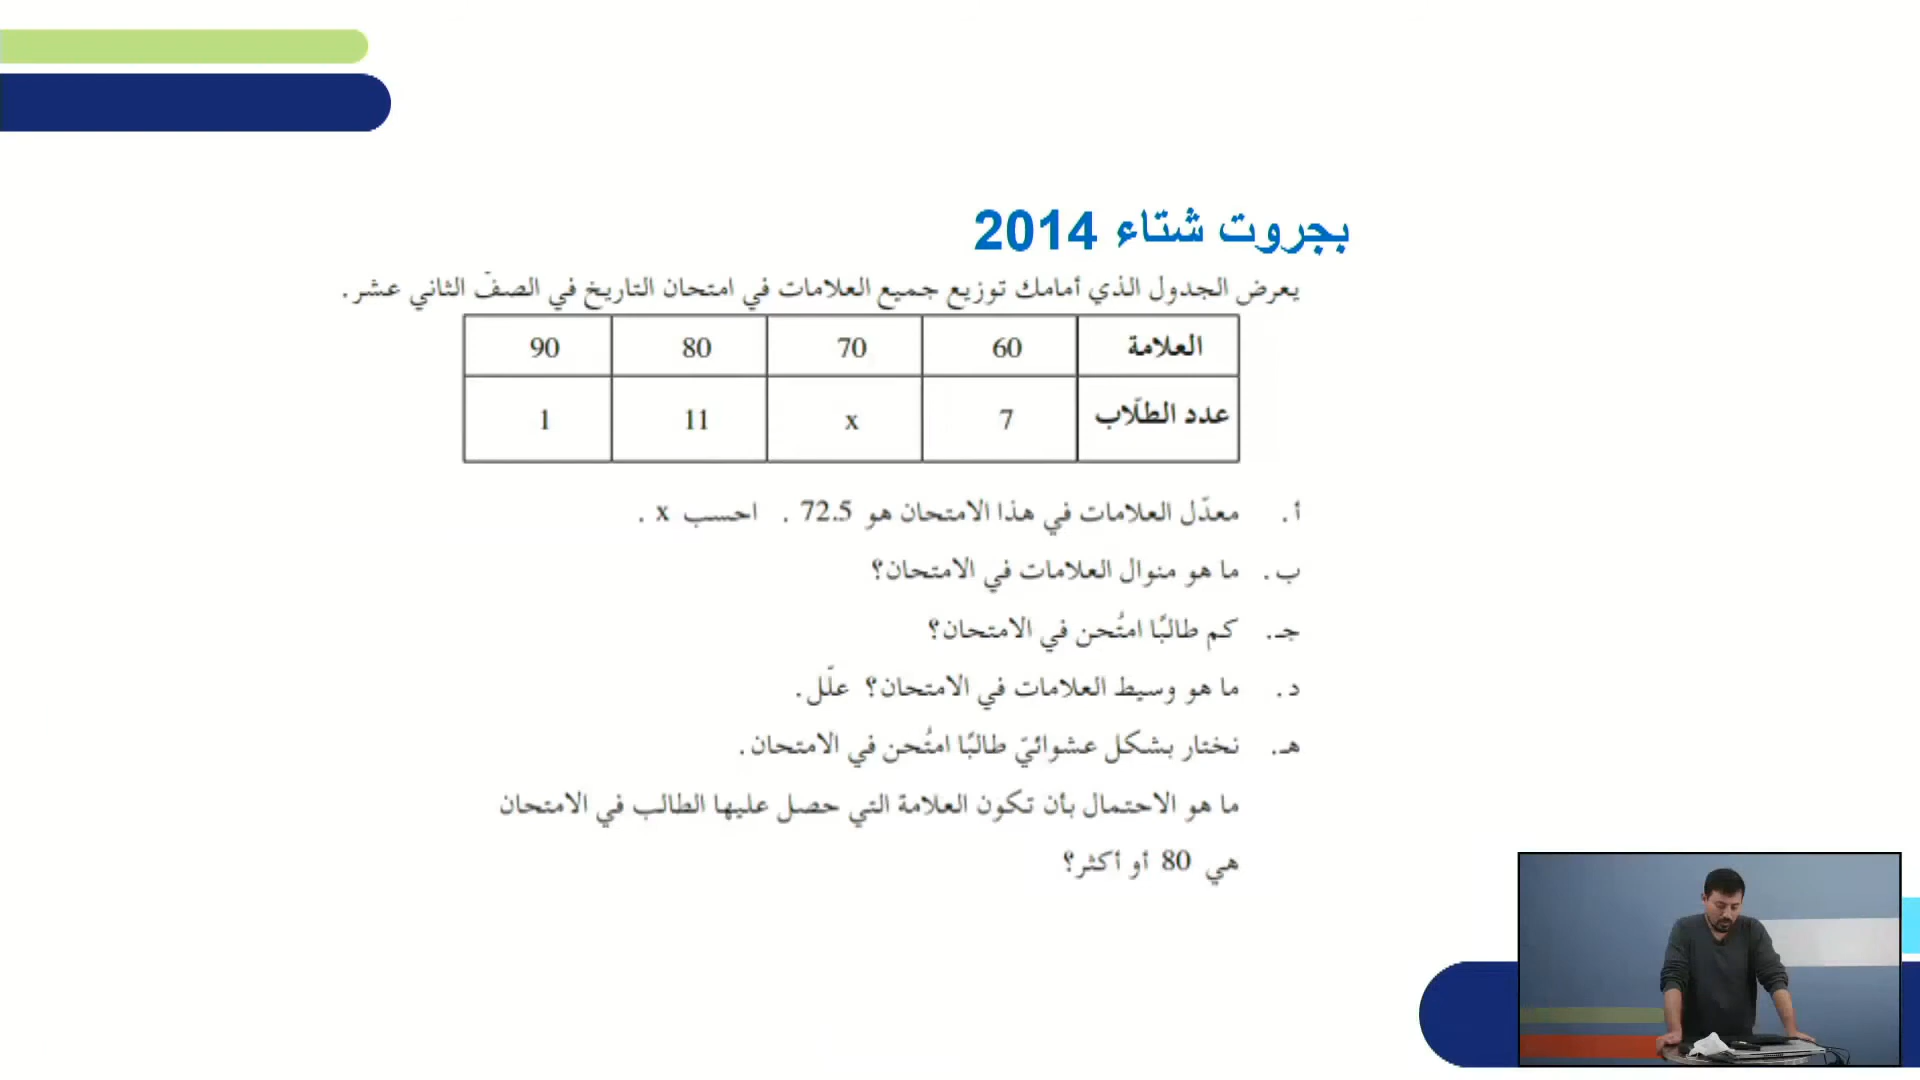 بجروت شتاء 2014
يعرض الجدول الذي أمامك توزيع جميع العلامات في امتحان التاريخ في الصفّ الثاني عشر.
العلامة 60 70 80 90
عدد الطلّاب 7 x 11 1
أ. معدّل العلامات في هذا الامتحان هو 72.5 . احسب x .
ب. ما هو منوال العلامات في الامتحان؟
جـ. كم طالبًا امتُحن في الامتحان؟
د. ما هو وسيط العلامات في الامتحان؟ علّل.
هـ. نختار بشكل عشوائيّ طالبًا امتُحن في الامتحان.
ما هو الاحتمال بأن تكون العلامة التي حصل عليها الطالب في الامتحان
هي 80 أو أكثر؟